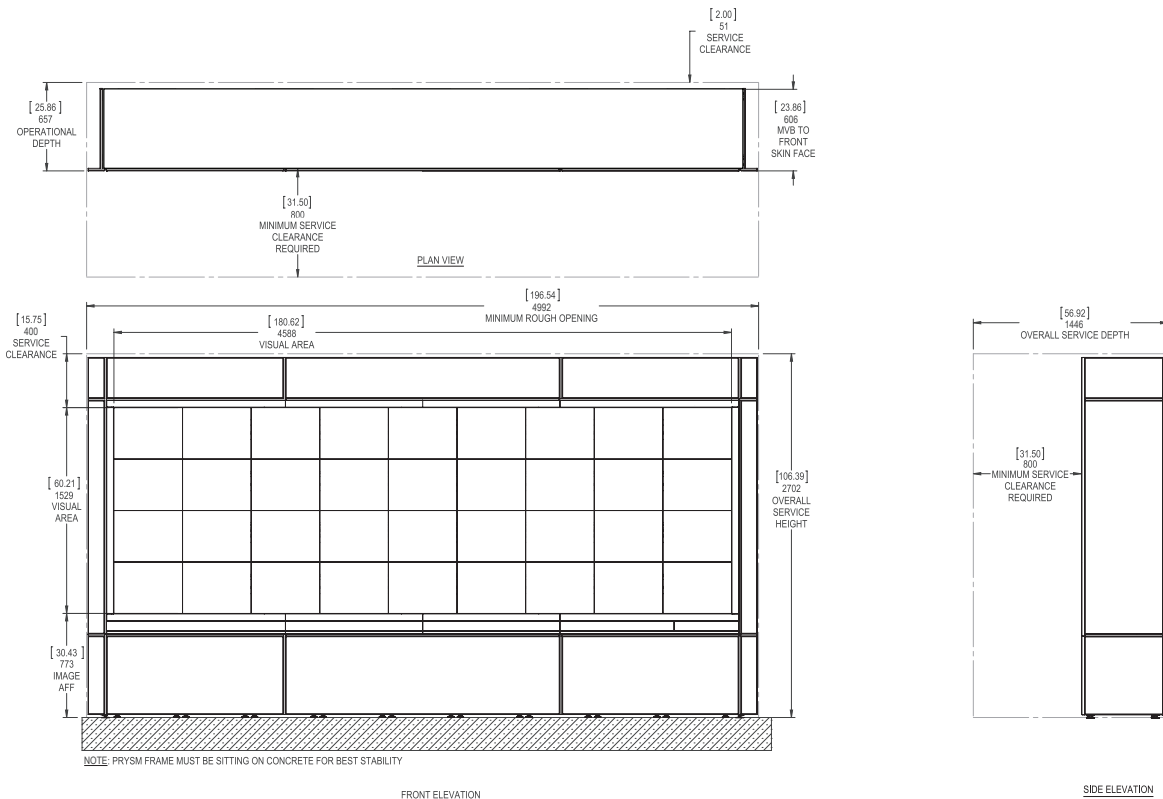 [ 2.00 ]
51
SERVICE
CLEARANCE
[ 25.86 ]
657
OPERATIONAL
DEPTH
[ 23.86 ]
606
MVB TO
FRONT
SKIN FACE
[ 31.50 ]
800
MINIMUM SERVICE
CLEARANCE
REQUIRED
PLAN VIEW
[ 196.54 ]
4992
MINIMUM ROUGH OPENING
[ 15.75 ]
400
SERVICE
CLEARANCE
[ 180.62 ]
4588
VISUAL AREA
[ 56.92 ]
1446
OVERALL SERVICE DEPTH
[ 60.21 ]
1529
VISUAL
AREA
[ 106.39 ]
2702
OVERALL
SERVICE
HEIGHT
[ 31.50 ]
800
MINIMUM SERVICE
CLEARANCE
REQUIRED
[ 30.43 ]
773
IMAGE
AFF
NOTE: PRYSM FRAME MUST BE SITTING ON CONCRETE FOR BEST STABILITY
FRONT ELEVATION
SIDE ELEVATION